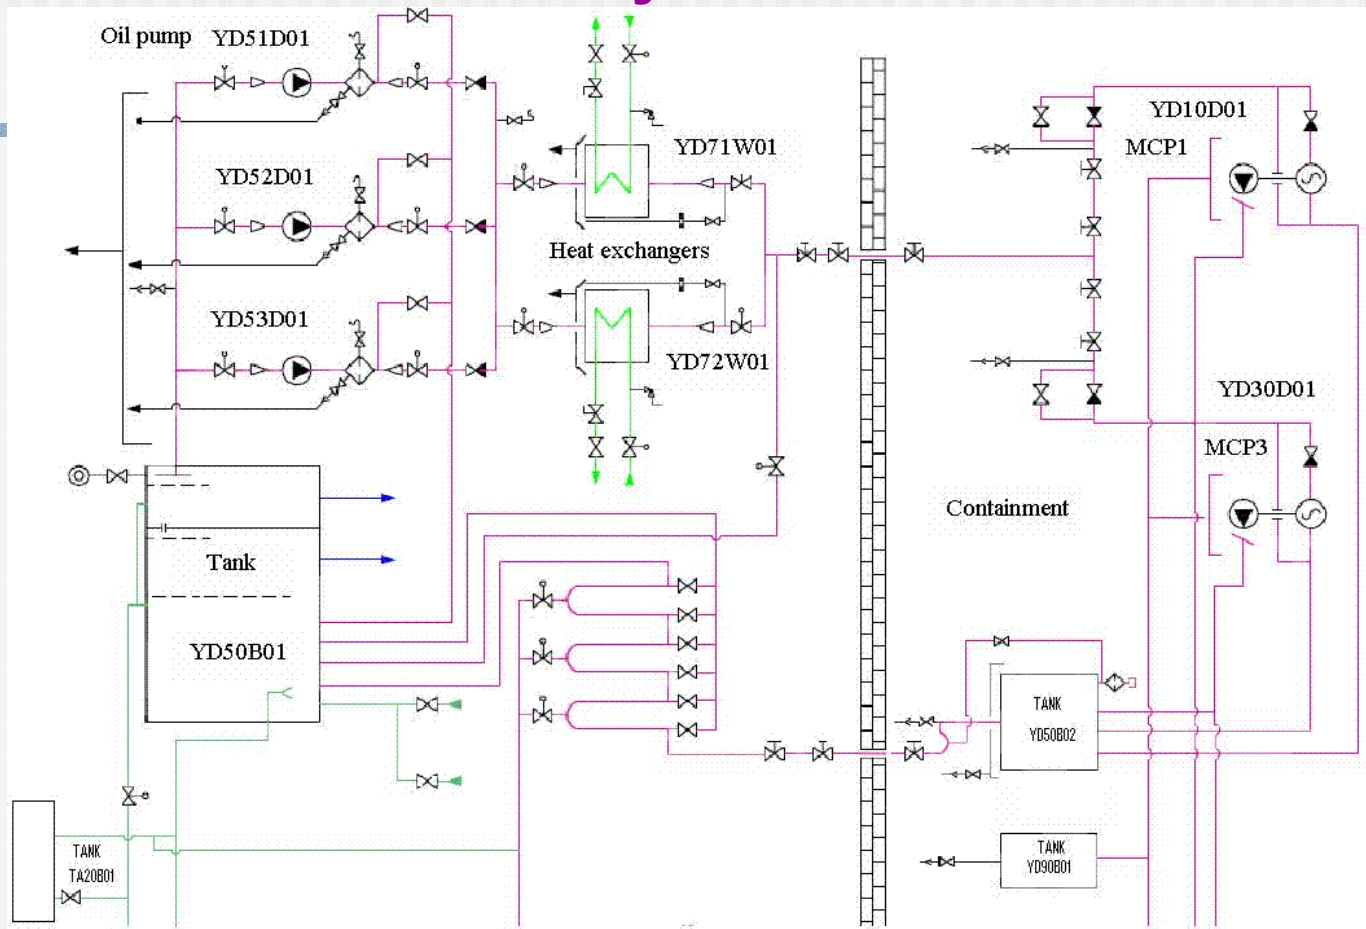 Oil pump
YD51D01
YD52D01
YD53D01
YD71W01
Heat exchangers
YD72W01
YD10D01
MCP1
YD30D01
MCP3
Containment
Tank
YD50B01
TANK
YD50B02
TANK
YD90B01
TANK
TA20B01